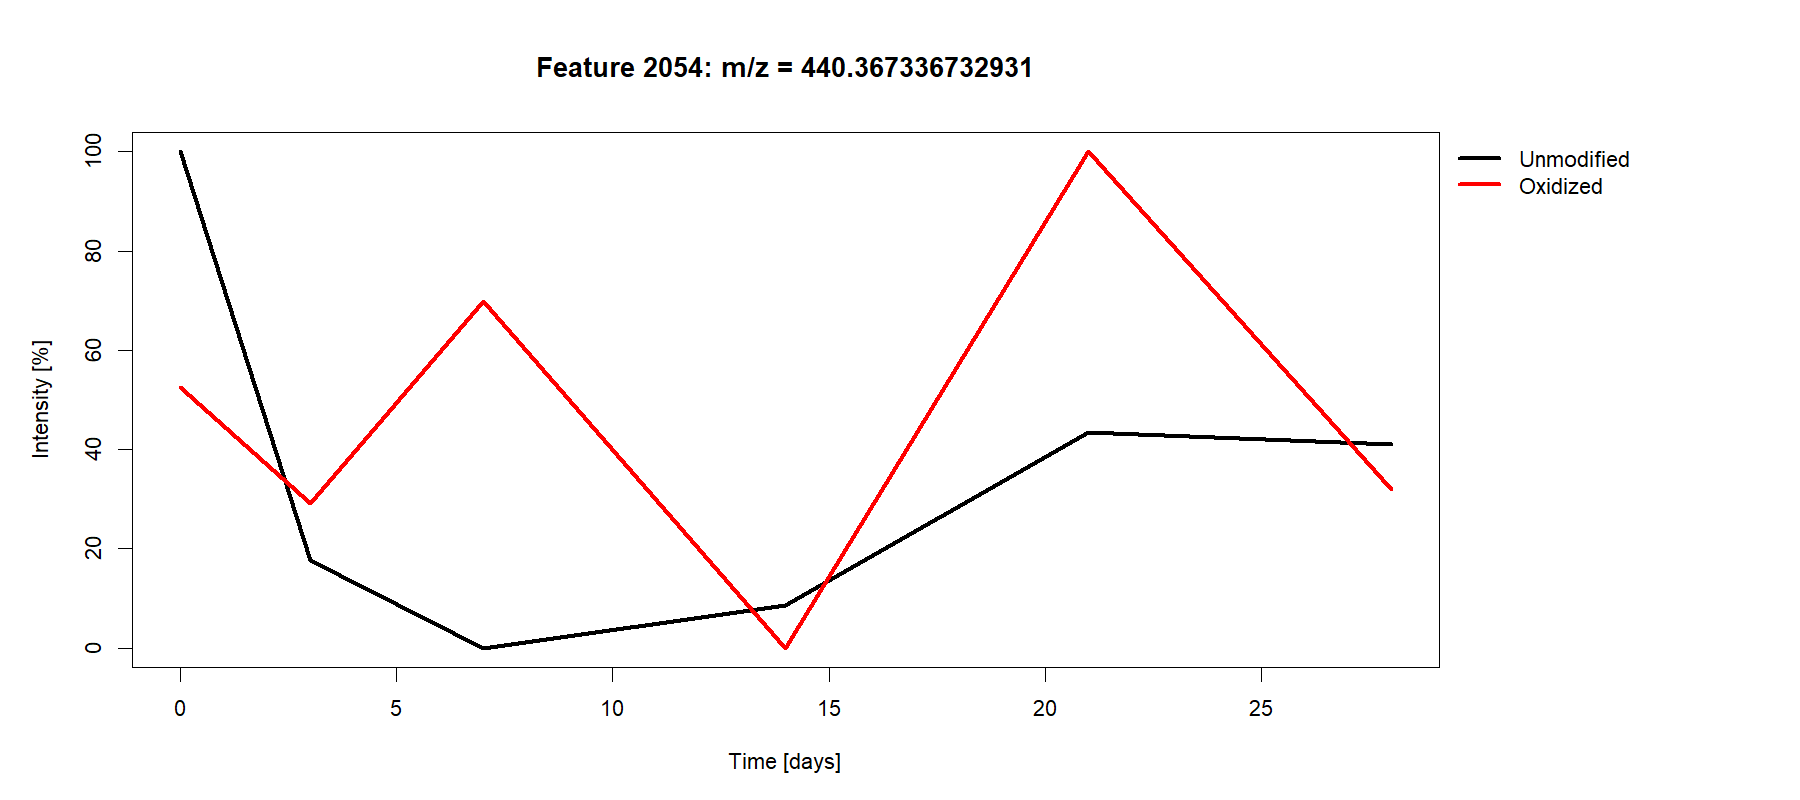 Feature 2054: m/z = 440.367336732931
Unmodified
Oxidized
Intensity [%]
100
80
60
40
20
0
0 5 10 15 20 25
Time [days]